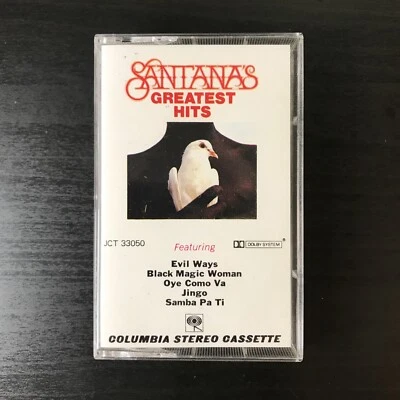 SANTANA'S
GREATEST
HITS
JCT 33050
Featuring
DOLBY SYSTEM
Evil Ways
Black Magic Woman
Oye Como Va
Jingo
Samba Pa Ti
COLUMBIA STEREO CASSETTE